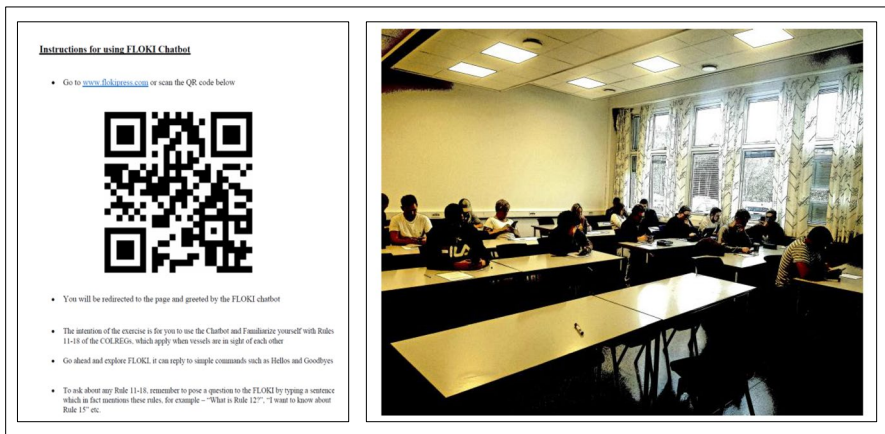 Instructions for using FLOKI Chatbot
• Go to www.flokipress.com or scan the QR code below
• You will be redirected to the page and greeted by the FLOKI chatbot
• The intention of the exercise is for you to use the Chatbot and Familiarize yourself with Rules
11-18 of the COLREGs, which apply when vessels are in sight of each other
• Go ahead and explore FLOKI, it can reply to simple commands such as Hellos and Goodbyes
• To ask about any Rule 11-18, remember to pose a question to the FLOKI by typing a sentence
which in fact mentions these rules, for example – “What is Rule 12?”, “I want to know about
Rule 15” etc.
FILA